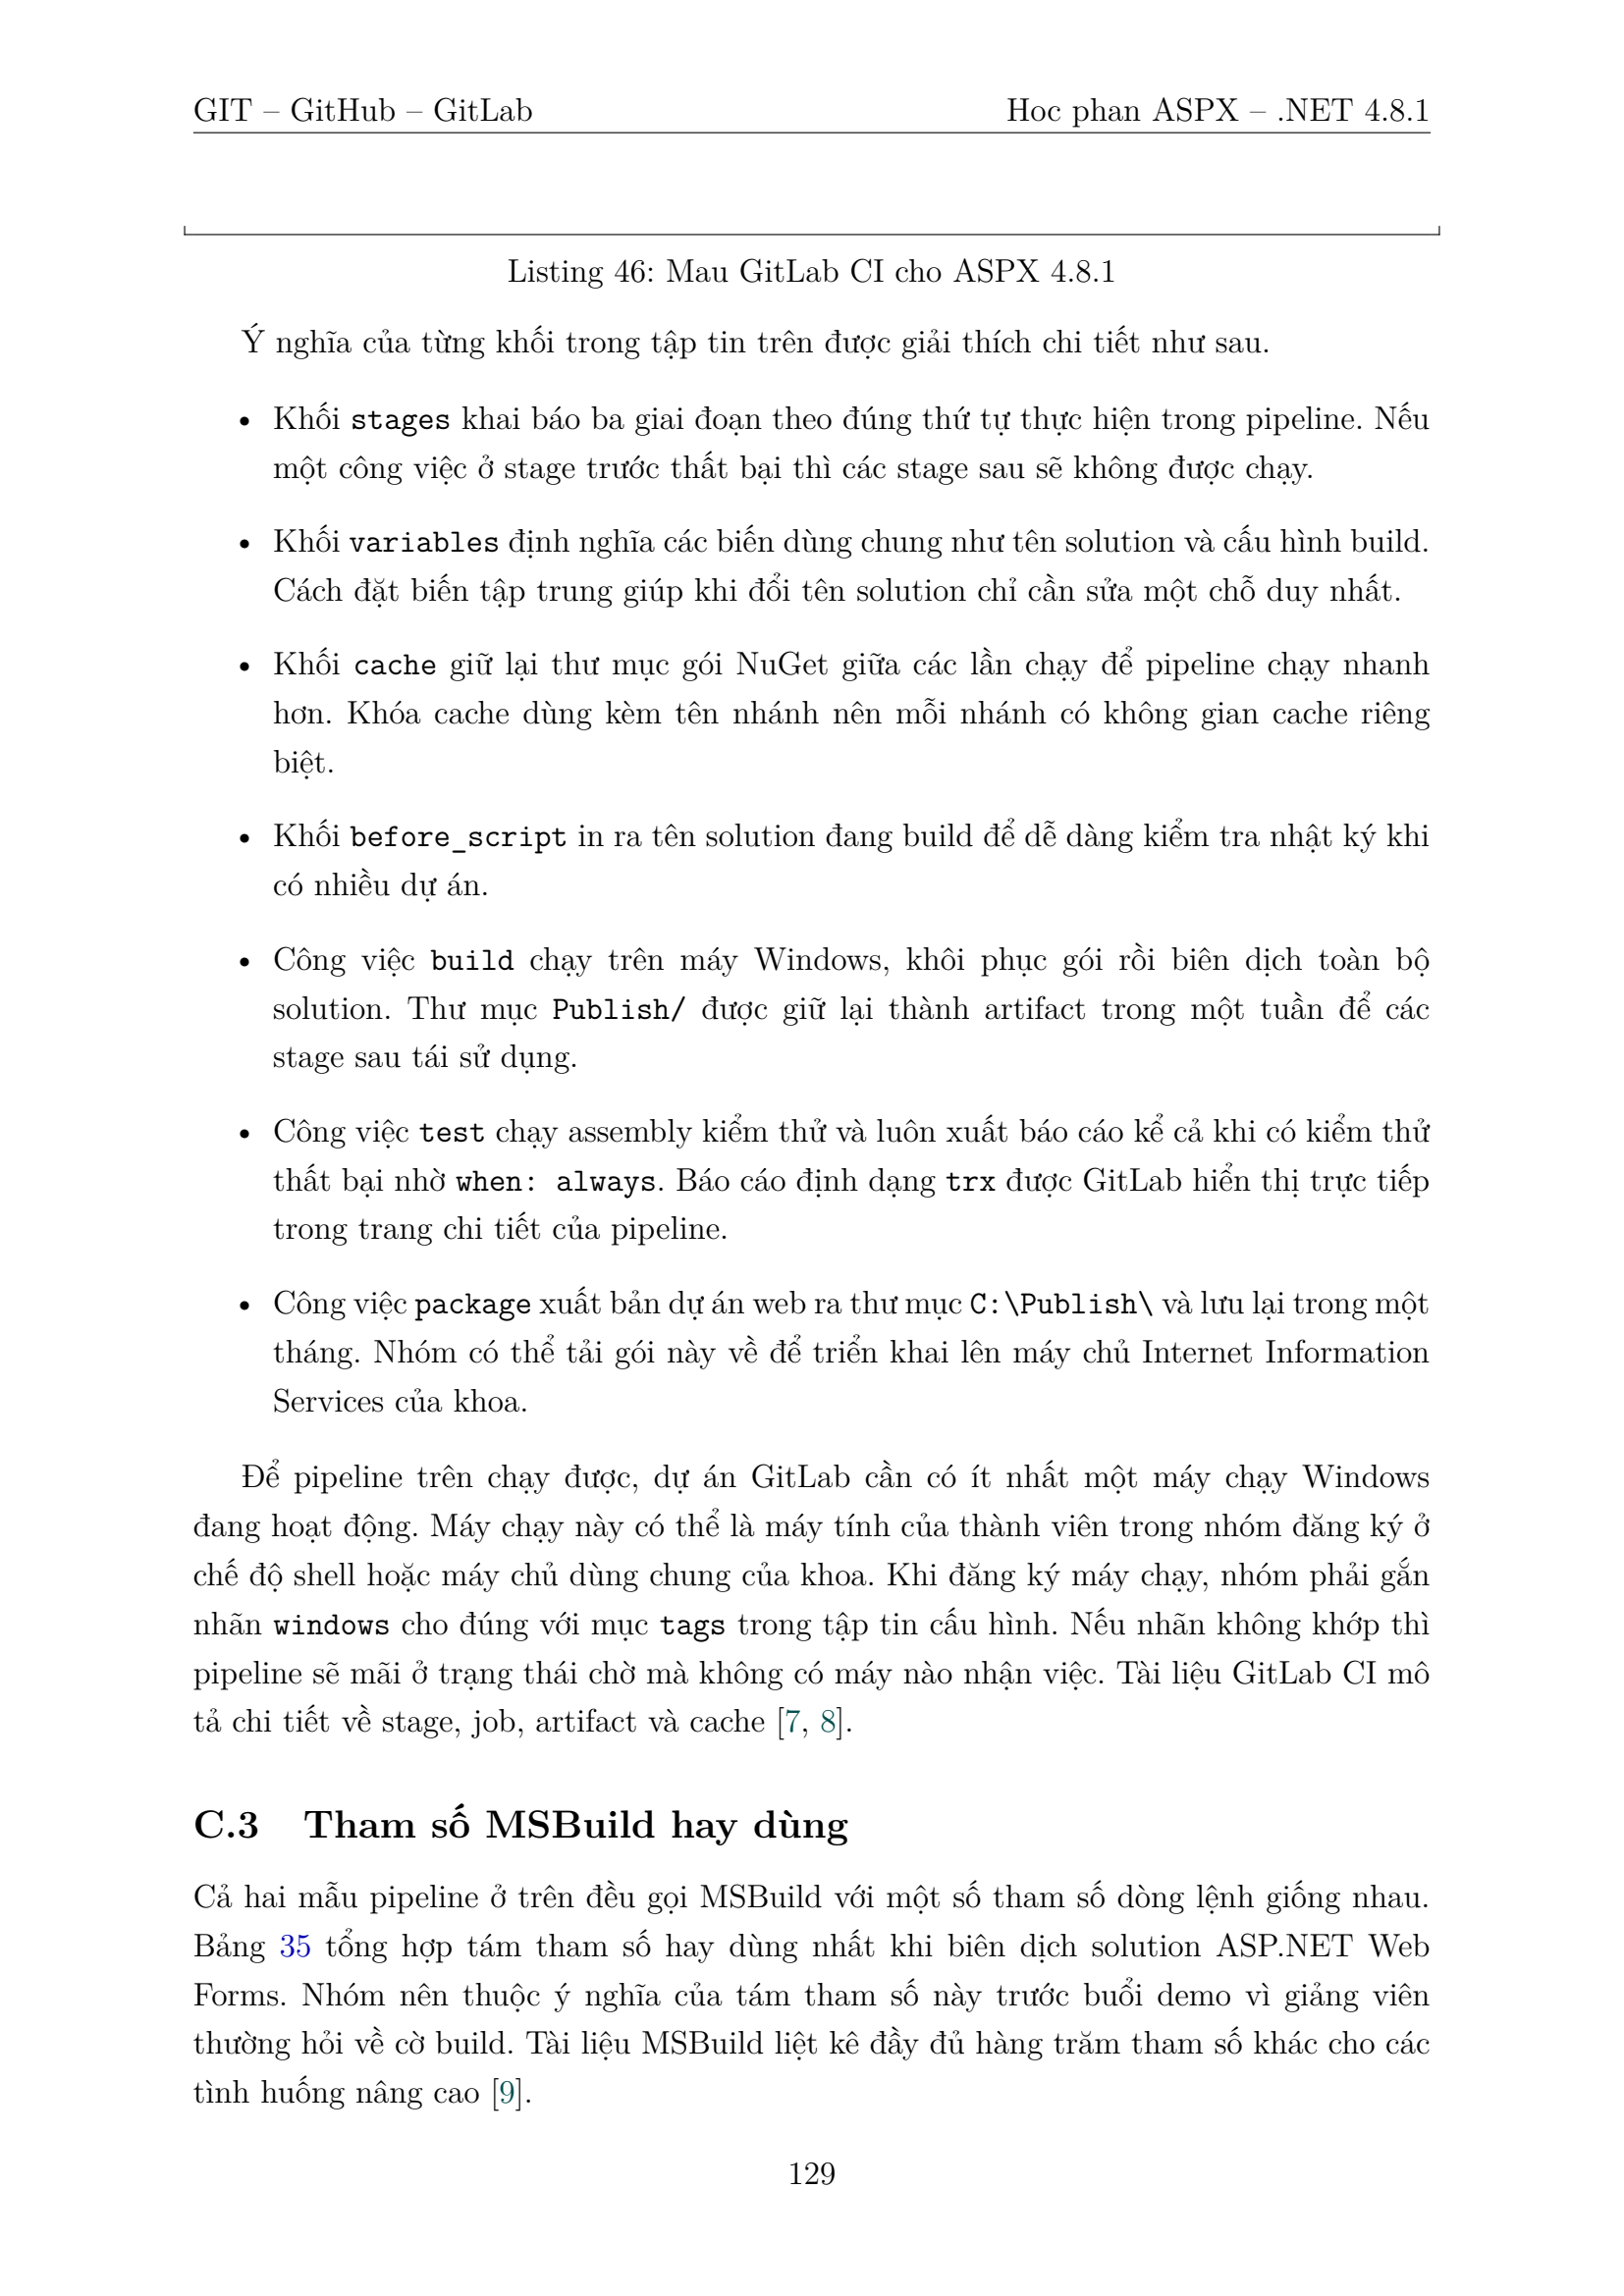 GIT – GitHub – GitLab
Hoc phan ASPX – .NET 4.8.1
Listing 46: Mau GitLab CI cho ASPX 4.8.1
Ý nghĩa của từng khối trong tập tin trên được giải thích chi tiết như sau.
• Khối stages khai báo ba giai đoạn theo đúng thứ tự thực hiện trong pipeline. Nếu
một công việc ở stage trước thất bại thì các stage sau sẽ không được chạy.
• Khối variables định nghĩa các biến dùng chung như tên solution và cấu hình build.
Cách đặt biến tập trung giúp khi đổi tên solution chỉ cần sửa một chỗ duy nhất.
• Khối cache giữ lại thư mục gói NuGet giữa các lần chạy để pipeline chạy nhanh
hơn. Khóa cache dùng kèm tên nhánh nên mỗi nhánh có không gian cache riêng
biệt.
• Khối before_script in ra tên solution đang build để dễ dàng kiểm tra nhật ký khi
có nhiều dự án.
• Công việc build chạy trên máy Windows, khôi phục gói rồi biên dịch toàn bộ
solution. Thư mục Publish/ được giữ lại thành artifact trong một tuần để các
stage sau tái sử dụng.
• Công việc test chạy assembly kiểm thử và luôn xuất báo cáo kể cả khi có kiểm thử
thất bại nhờ when: always. Báo cáo định dạng trx được GitLab hiển thị trực tiếp
trong trang chi tiết của pipeline.
• Công việc package xuất bản dự án web ra thư mục C:\Publish\ và lưu lại trong một
tháng. Nhóm có thể tải gói này về để triển khai lên máy chủ Internet Information
Services của khoa.
Để pipeline trên chạy được, dự án GitLab cần có ít nhất một máy chạy Windows
đang hoạt động. Máy chạy này có thể là máy tính của thành viên trong nhóm đăng ký ở
chế độ shell hoặc máy chủ dùng chung của khoa. Khi đăng ký máy chạy, nhóm phải gắn
nhãn windows cho đúng với mục tags trong tập tin cấu hình. Nếu nhãn không khớp thì
pipeline sẽ mãi ở trạng thái chờ mà không có máy nào nhận việc. Tài liệu GitLab CI mô
tả chi tiết về stage, job, artifact và cache [7, 8].
C.3 Tham số MSBuild hay dùng
Cả hai mẫu pipeline ở trên đều gọi MSBuild với một số tham số dòng lệnh giống nhau.
Bảng 35 tổng hợp tám tham số hay dùng nhất khi biên dịch solution ASP.NET Web
Forms. Nhóm nên thuộc ý nghĩa của tám tham số này trước buổi demo vì giảng viên
thường hỏi về cờ build. Tài liệu MSBuild liệt kê đầy đủ hàng trăm tham số khác cho các
tình huống nâng cao [9].
129